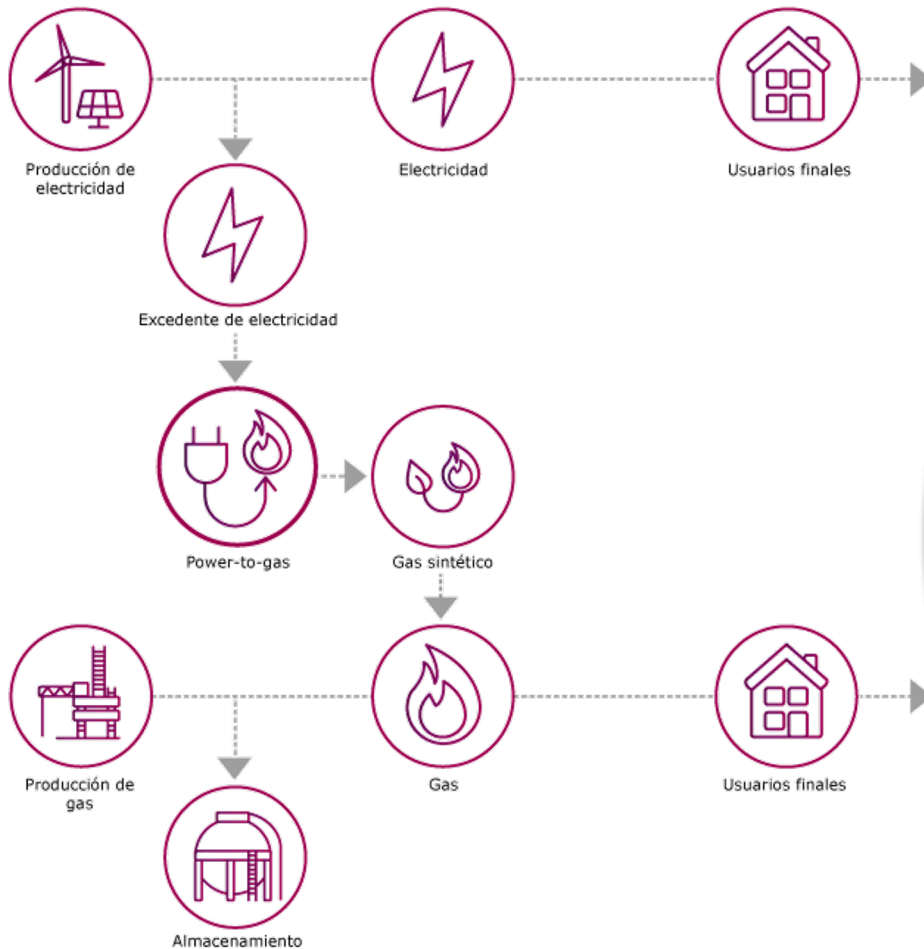 Producción de
electricidad
Electricidad
Usuarios finales
Excedente de electricidad
Power-to-gas
Gas sintético
Producción de
gas
Gas
Usuarios finales
Almacenamiento